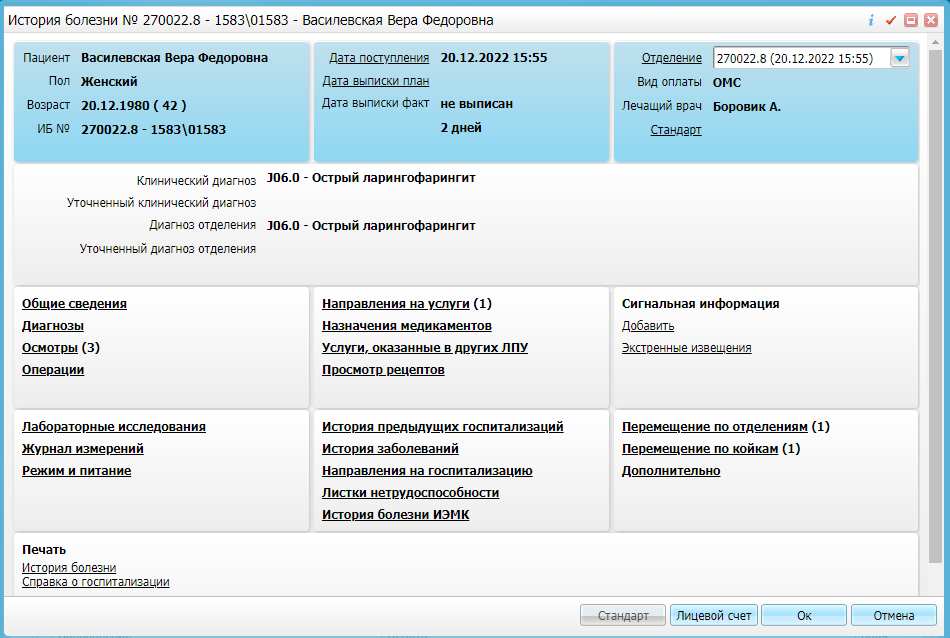 История болезни № 270022.8 - 1583\01583 - Василевская Вера Федоровна
Пациент Василевская Вера Федоровна
Пол Женский
Возраст 20.12.1980 ( 42 )
ИБ № 270022.8 - 1583\01583
Дата поступления 20.12.2022 15:55
Дата выписки план
Дата выписки факт не выписан
2 дней
Отделение 270022.8 (20.12.2022 15:55)
Вид оплаты ОМС
Лечащий врач Боровик А.
Стандарт
Клинический диагноз J06.0 - Острый ларингофарингит
Уточненный клинический диагноз
Диагноз отделения J06.0 - Острый ларингофарингит
Уточненный диагноз отделения
Общие сведения
Диагнозы
Осмотры (3)
Операции
Направления на услуги (1)
Назначения медикаментов
Услуги, оказанные в других ЛПУ
Просмотр рецептов
Сигнальная информация
Добавить
Экстренные извещения
Лабораторные исследования
Журнал измерений
Режим и питание
История предыдущих госпитализаций
История заболеваний
Направления на госпитализацию
Листки нетрудоспособности
История болезни ИЭМК
Перемещение по отделениям (1)
Перемещение по койкам (1)
Дополнительно
Печать
История болезни
Справка о госпитализации
Стандарт Лицевой счет Ок Отмена